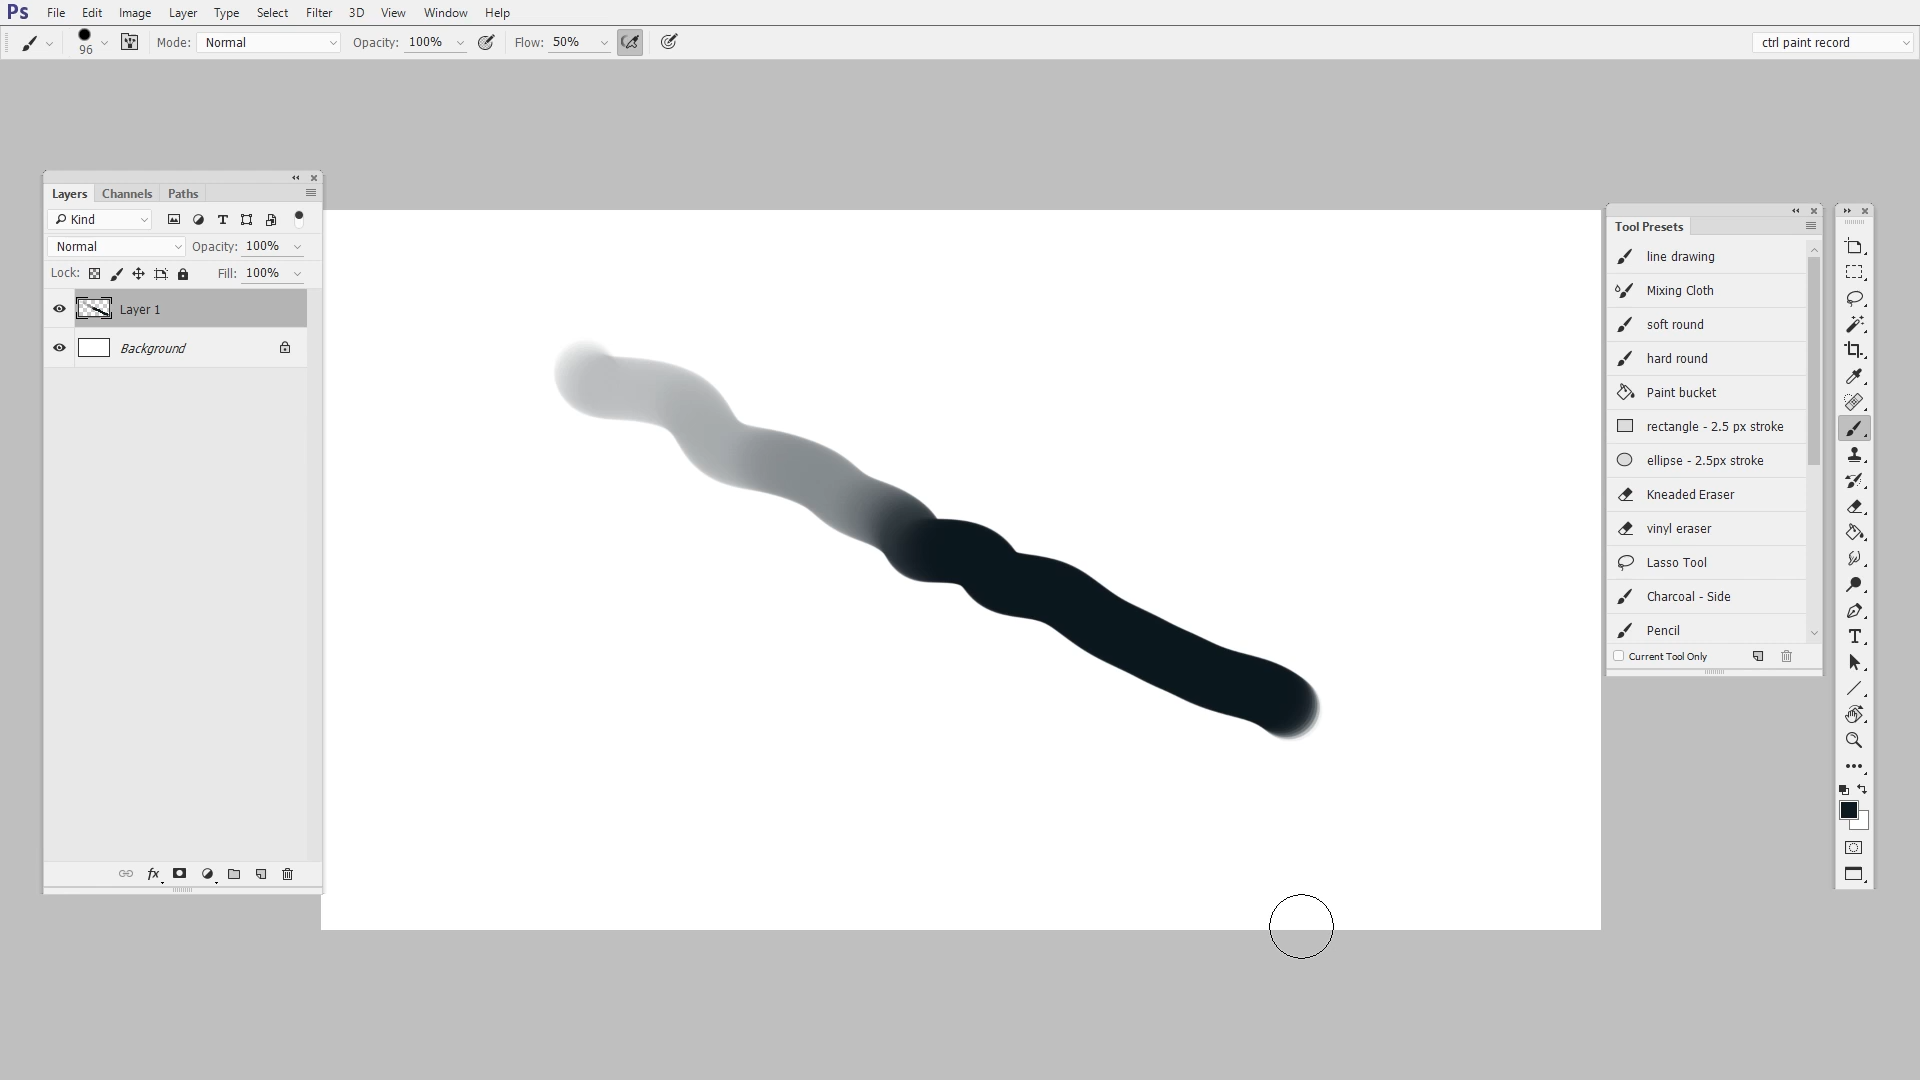 Ps File Edit Image Layer Type Select Filter 3D View Window Help
96 Mode: Normal Opacity: 100% Flow: 50% ctrl paint record
Layers Channels Paths
Kind
Normal Opacity: 100%
Lock: Fill: 100%
Layer 1
Background
fx
Tool Presets
line drawing
Mixing Cloth
soft round
hard round
Paint bucket
rectangle - 2.5 px stroke
ellipse - 2.5px stroke
Kneaded Eraser
vinyl eraser
Lasso Tool
Charcoal - Side
Pencil
Current Tool Only